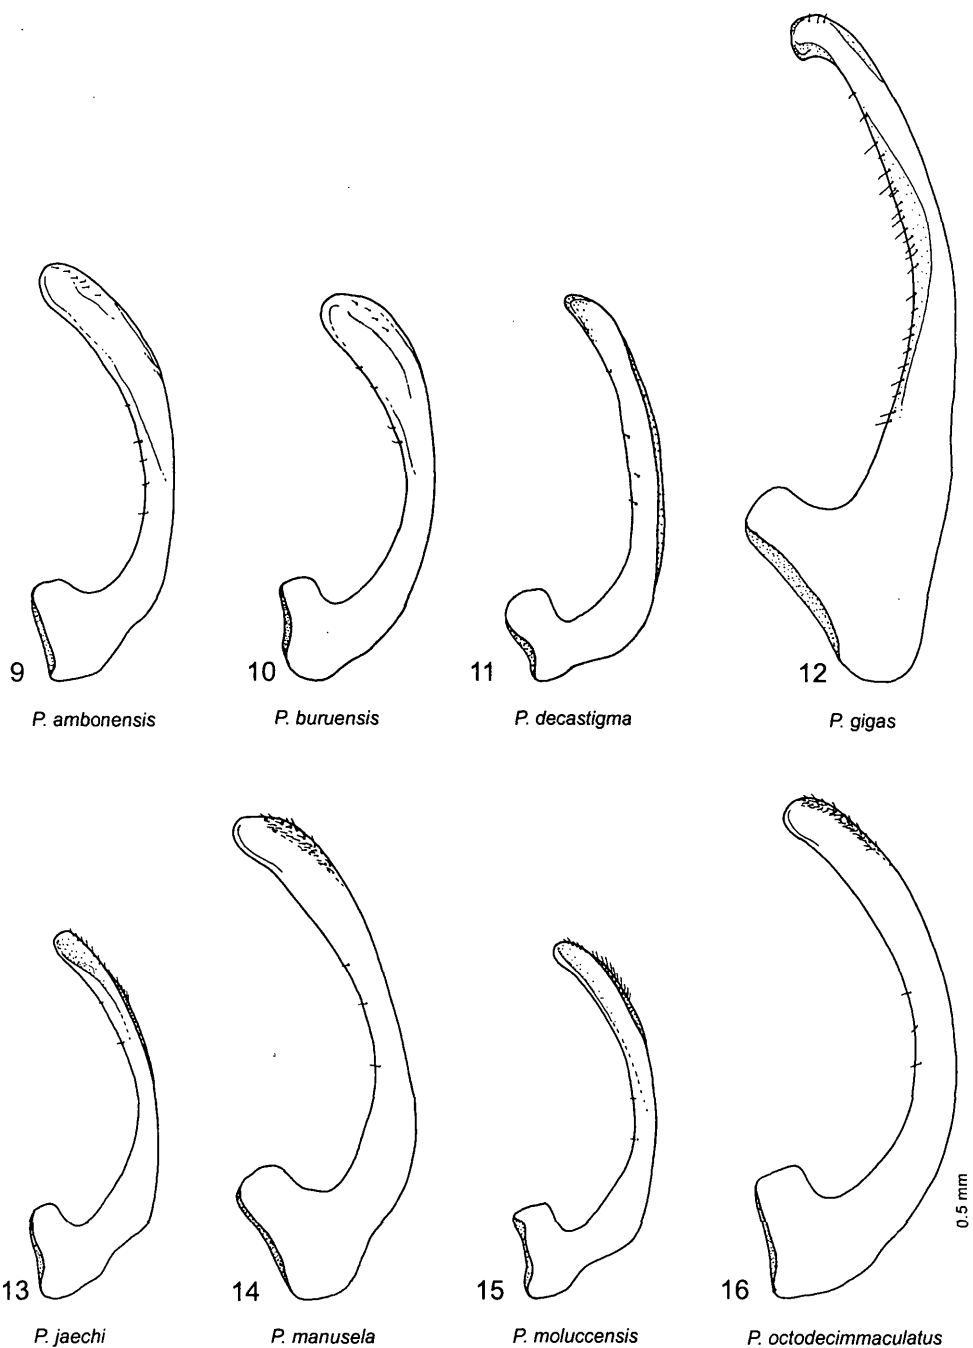 9
10
11
12
P. ambonensis
P. buruensis
P. decastigma
P. gigas
0.5 mm
13
14
15
16
P. jaechi
P. manusela
P. moluccensis
P. octodecimmaculatus